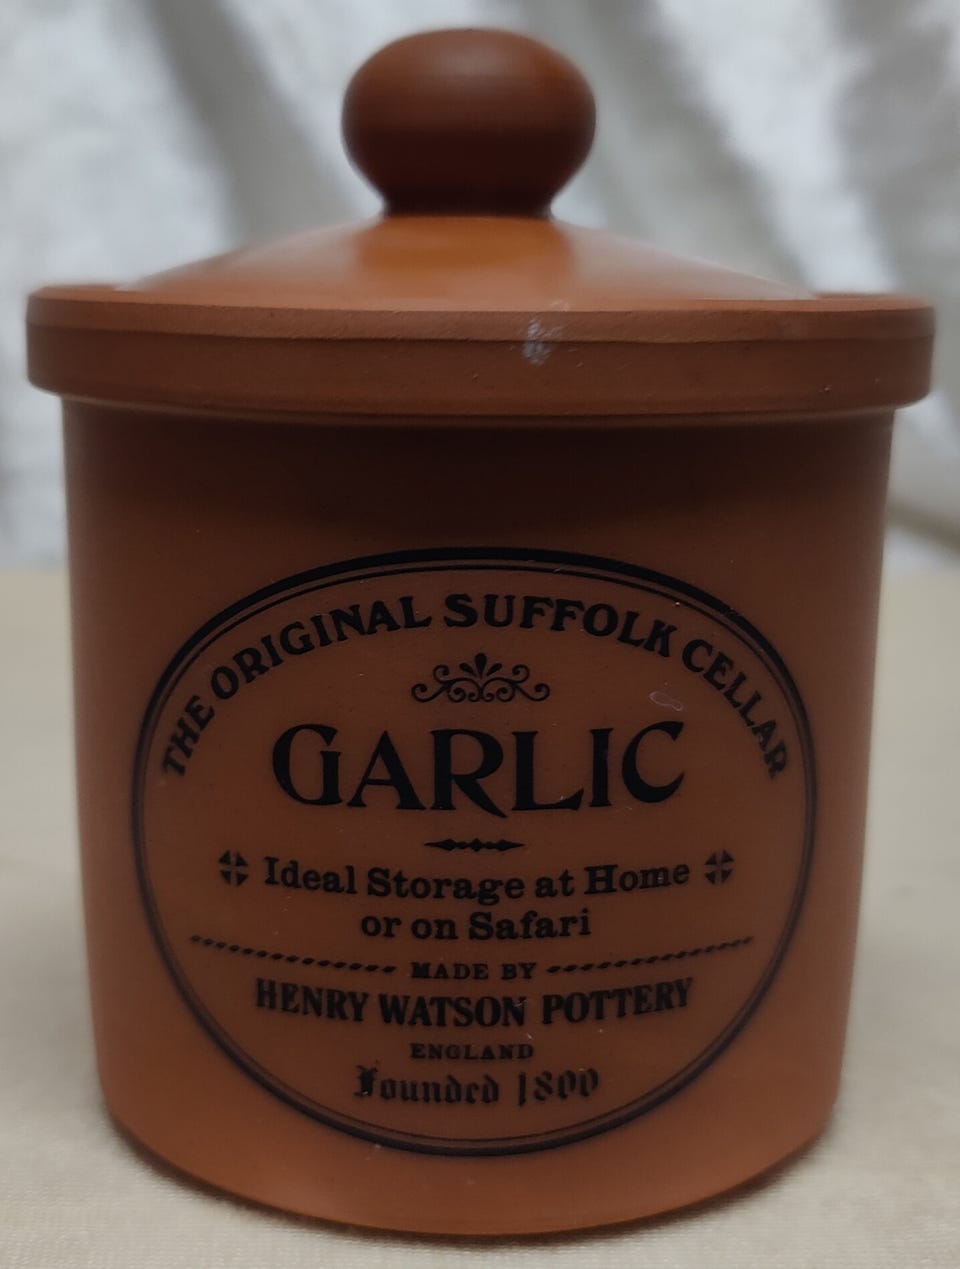 THE ORIGINAL SUFFOLK CELLAR
GARLIC
Ideal Storage at Home
or on Safari
MADE BY
HENRY WATSON POTTERY
ENGLAND
Founded 1800